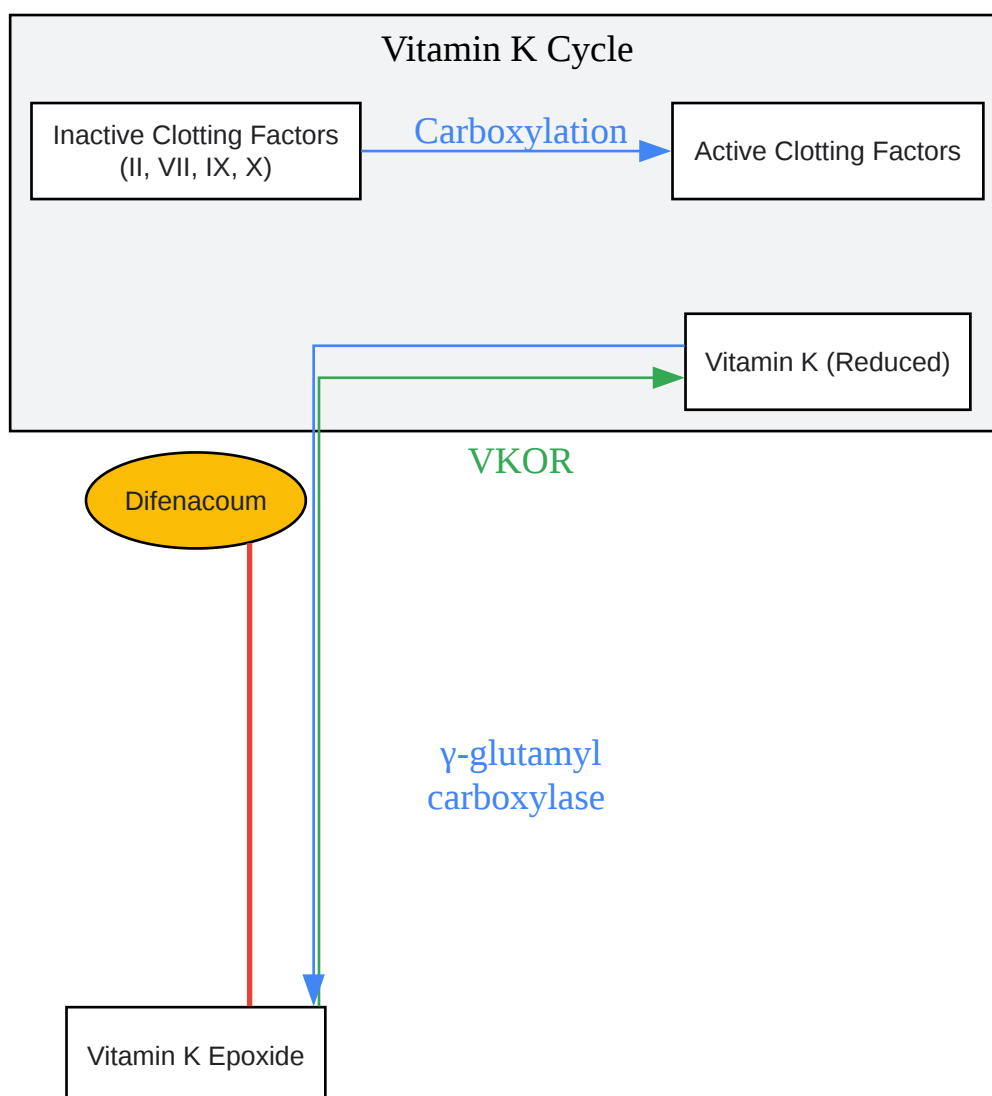 Vitamin K Cycle
Inactive Clotting Factors
(II, VII, IX, X)
Carboxylation
Active Clotting Factors
Vitamin K (Reduced)
VKOR
Difenacoum
γ-glutamyl
carboxylase
Vitamin K Epoxide